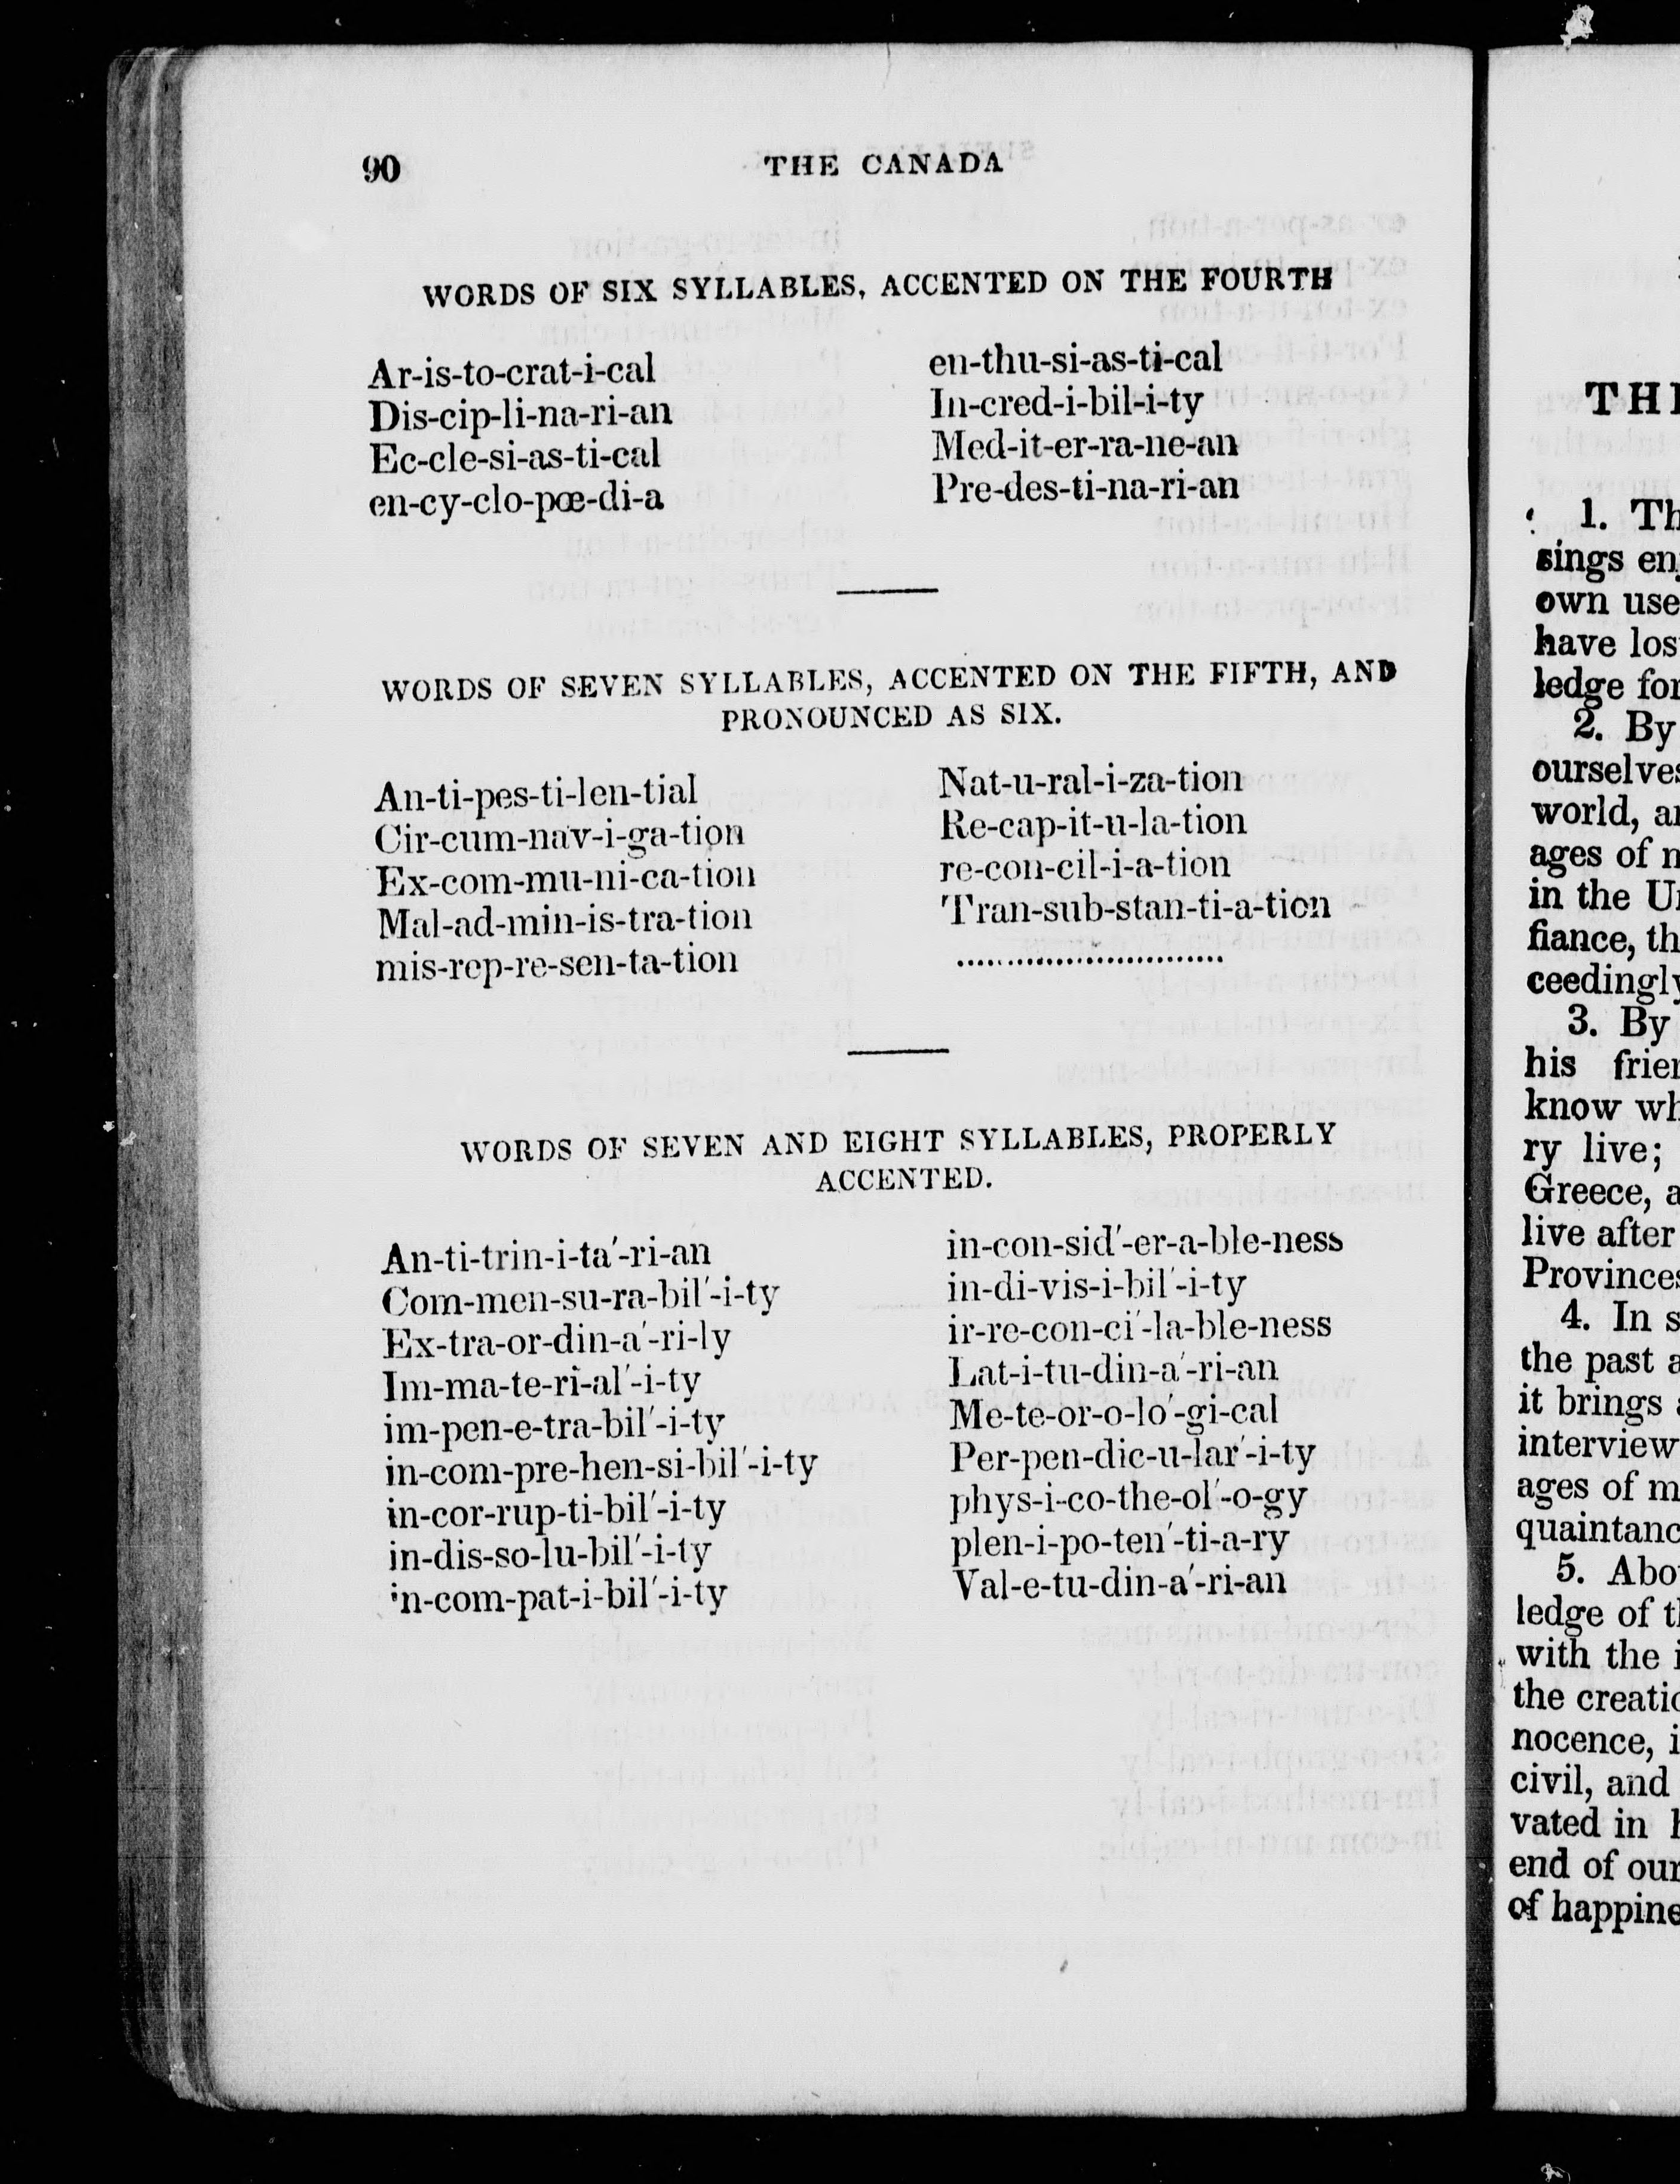 90 THE CANADA
WORDS OF SIX SYLLABLES, ACCENTED ON THE FOURTH
Ar-is-to-crat-i-cal
Dis-cip-li-na-ri-an
Ec-cle-si-as-ti-cal
en-cy-clo-pœ-di-a
en-thu-si-as-ti-cal
In-cred-i-bil-i-ty
Med-it-er-ra-ne-an
Pre-des-ti-na-ri-an
WORDS OF SEVEN SYLLABLES, ACCENTED ON THE FIFTH, AND
PRONOUNCED AS SIX.
An-ti-pes-ti-len-tial
Cir-cum-nav-i-ga-tion
Ex-com-mu-ni-ca-tion
Mal-ad-min-is-tra-tion
mis-rep-re-sen-ta-tion
Nat-u-ral-i-za-tion
Re-cap-it-u-la-tion
re-con-cil-i-a-tion
Tran-sub-stan-ti-a-tion
...........................
WORDS OF SEVEN AND EIGHT SYLLABLES, PROPERLY
ACCENTED.
An-ti-trin-i-ta′-ri-an
Com-men-su-ra-bil′-i-ty
Ex-tra-or-din-a′-ri-ly
Im-ma-te-ri-al′-i-ty
im-pen-e-tra-bil′-i-ty
in-com-pre-hen-si-bil′-i-ty
in-cor-rup-ti-bil′-i-ty
in-dis-so-lu-bil′-i-ty
in-com-pat-i-bil′-i-ty
in-con-sid′-er-a-ble-ness
in-di-vis-i-bil′-i-ty
ir-re-con-ci′-la-ble-ness
Lat-i-tu-din-a′-ri-an
Me-te-or-o-lo′-gi-cal
Per-pen-dic-u-lar′-i-ty
phys-i-co-the-ol′-o-gy
plen-i-po-ten′-ti-a-ry
Val-e-tu-din-a′-ri-an
1. Th
sings en
own use
have los
ledge for
2. By
ourselves
world, a
ages of
in the U
fiance, th
ceedingly
3. By
his frie
know wh
ry live;
Greece, a
live after
Provinces
4. In s
the past a
it brings
interview
ages of m
quaintanc
5. Abo
ledge of t
with the i
the creatio
nocence, i
civil, and
vated in
end of our
of happine